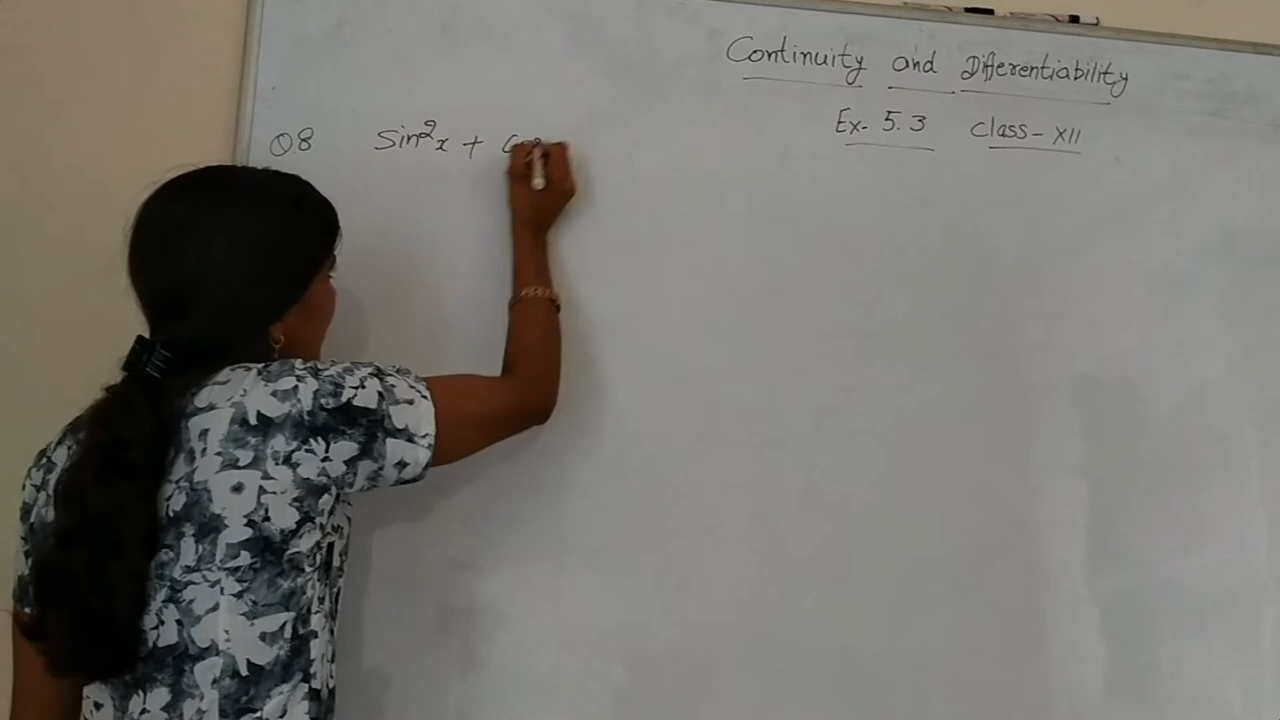 Continuity and Differentiability
Ex. 5.3 Class-XII
Q8 Sin²x +